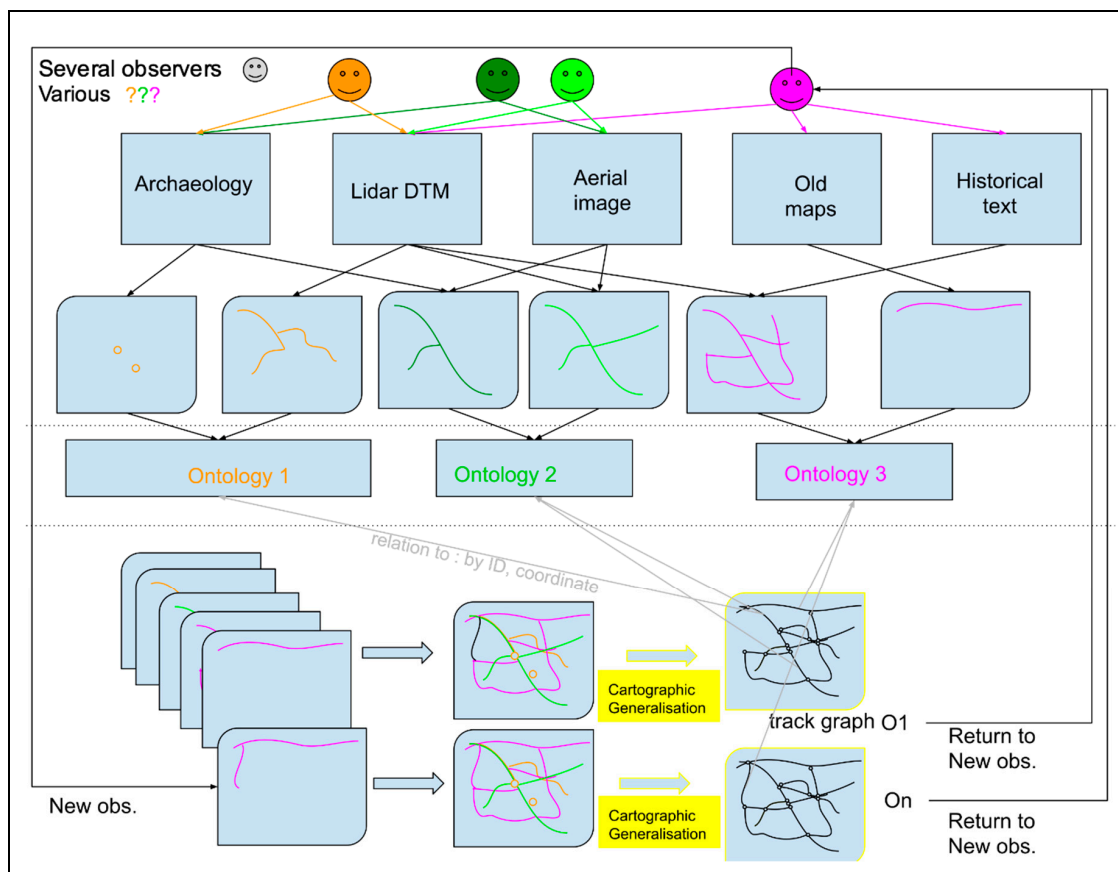 Several observers
Various ???
Archaeology
Lidar DTM
Aerial
image
Old
maps
Historical
text
Ontology 1
Ontology 2
Ontology 3
relation to : by ID, coordinate
Cartographic
Generalisation
track graph O1
Return to
New obs.
New obs.
Cartographic
Generalisation
On
Return to
New obs.